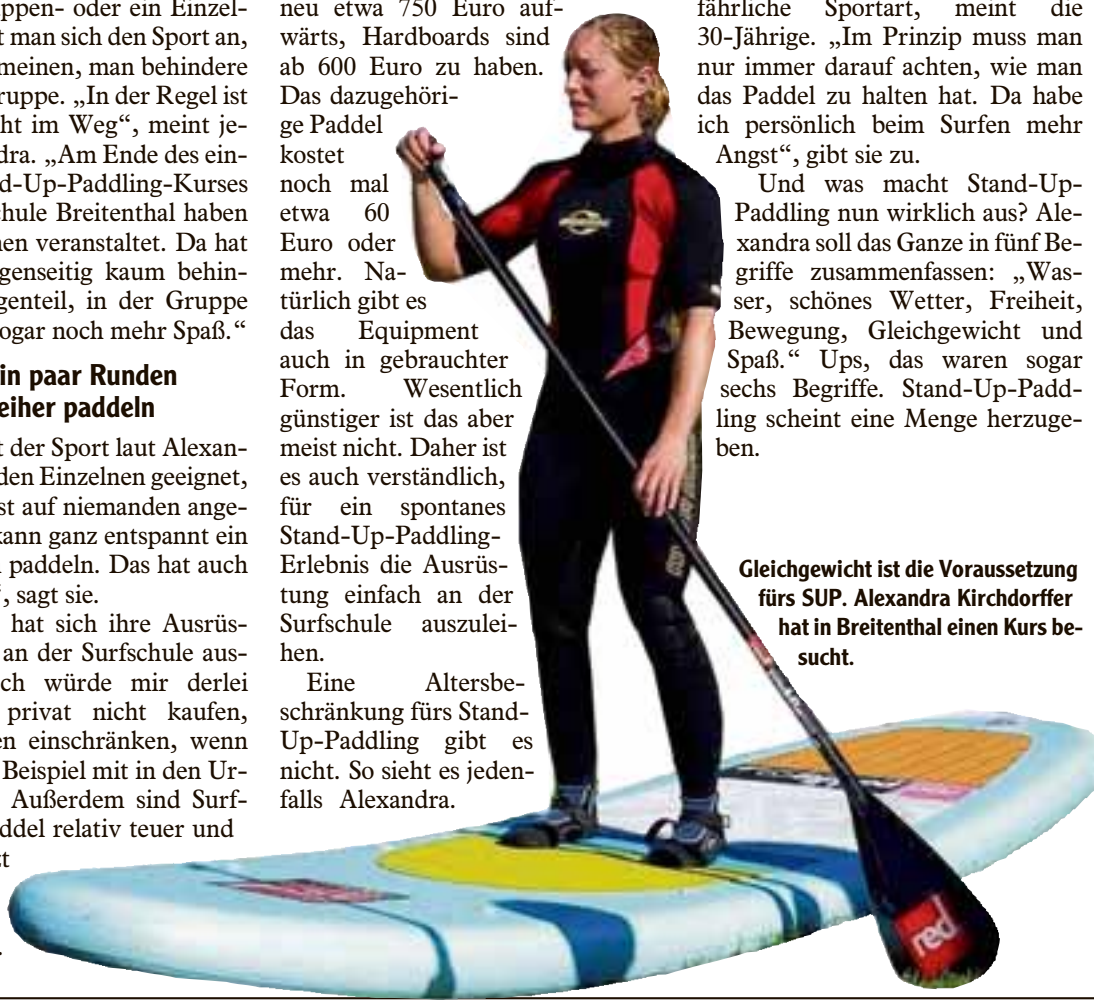 ppen- oder ein Einzel-
t man sich den Sport an,
meinen, man behindere
ruppe. „In der Regel ist
ht im Weg“, meint je-
dra. „Am Ende des ein-
d-Up-Paddling-Kurses
chule Breitenthal haben
nen veranstaltet. Da hat
genseitig kaum behin-
genteil, in der Gruppe
ogar noch mehr Spaß.“
in paar Runden
eiher paddeln
t der Sport laut Alexan-
den Einzelnen geeignet,
st auf niemanden ange-
kann ganz entspannt ein
paddeln. Das hat auch
“, sagt sie.
hat sich ihre Ausrüs-
an der Surfschule aus-
ch würde mir derlei
privat nicht kaufen,
en einschränken, wenn
Beispiel mit in den Ur-
Außerdem sind Surf-
ddel relativ teuer und
zt
neu etwa 750 Euro auf-
wärts, Hardboards sind
ab 600 Euro zu haben.
Das dazugehöri-
ge Paddel
kostet
noch mal
etwa 60
Euro oder
mehr. Na-
türlich gibt es
das Equipment
auch in gebrauchter
Form. Wesentlich
günstiger ist das aber
meist nicht. Daher ist
es auch verständlich,
für ein spontanes
Stand-Up-Paddling-
Erlebnis die Ausrüs-
tung einfach an der
Surfschule auszulei-
hen.
Eine Altersbe-
schränkung fürs Stand-
Up-Paddling gibt es
nicht. So sieht es jeden-
falls Alexandra.
fährliche Sportart, meint die
30-Jährige. „Im Prinzip muss man
nur immer darauf achten, wie man
das Paddel zu halten hat. Da habe
ich persönlich beim Surfen mehr
Angst“, gibt sie zu.
Und was macht Stand-Up-
Paddling nun wirklich aus? Ale-
xandra soll das Ganze in fünf Be-
griffe zusammenfassen: „Was-
ser, schönes Wetter, Freiheit,
Bewegung, Gleichgewicht und
Spaß.“ Ups, das waren sogar
sechs Begriffe. Stand-Up-Padd-
ling scheint eine Menge herzuge-
ben.
Gleichgewicht ist die Voraussetzung
fürs SUP. Alexandra Kirchdorffer
hat in Breitenthal einen Kurs be-
sucht.
red